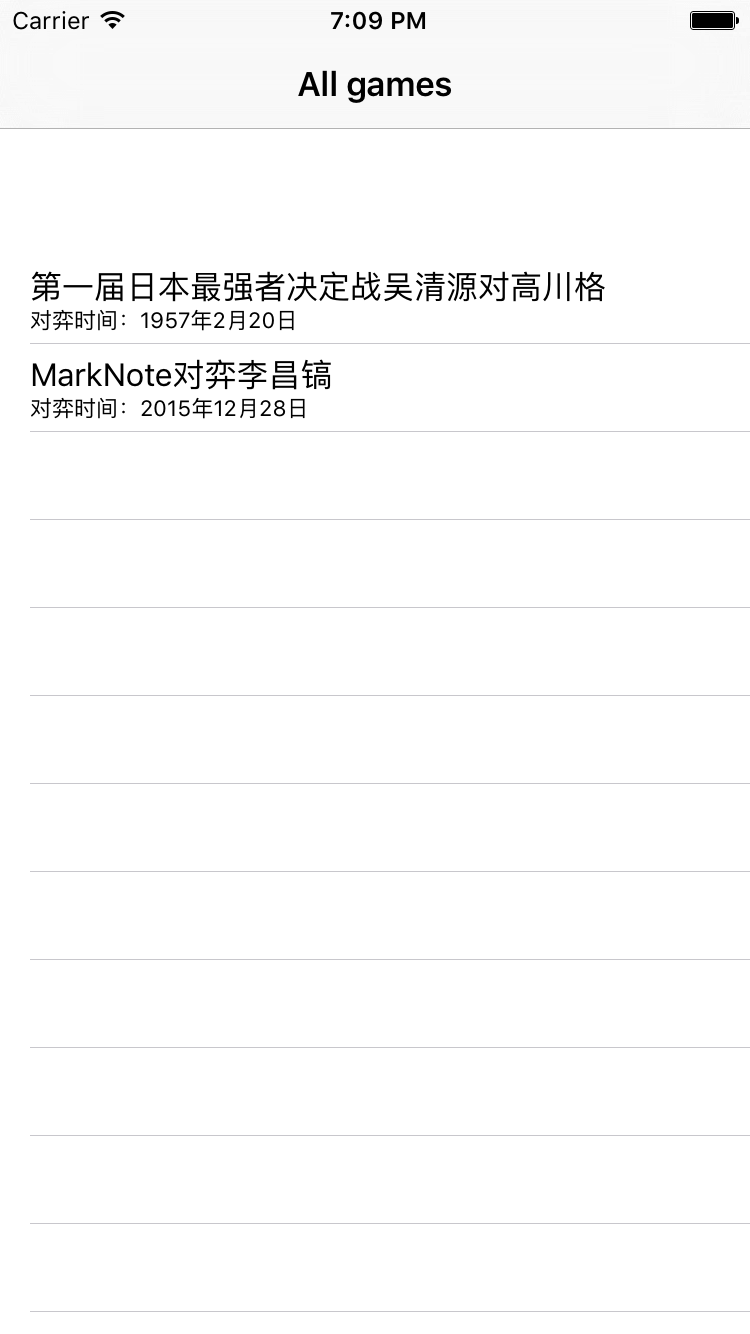 Carrier 7:09 PM
All games
第一届日本最强者决定战吴清源对高川格
对弈时间：1957年2月20日
MarkNote对弈李昌镐
对弈时间：2015年12月28日